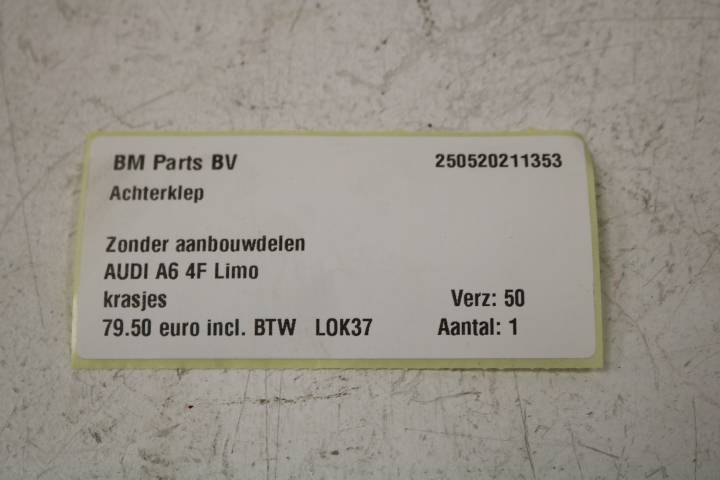 BM Parts BV 250520211353
Achterklep
Zonder aanbouwdelen
AUDI A6 4F Limo
krasjes Verz: 50
79.50 euro incl. BTW LOK37 Aantal: 1